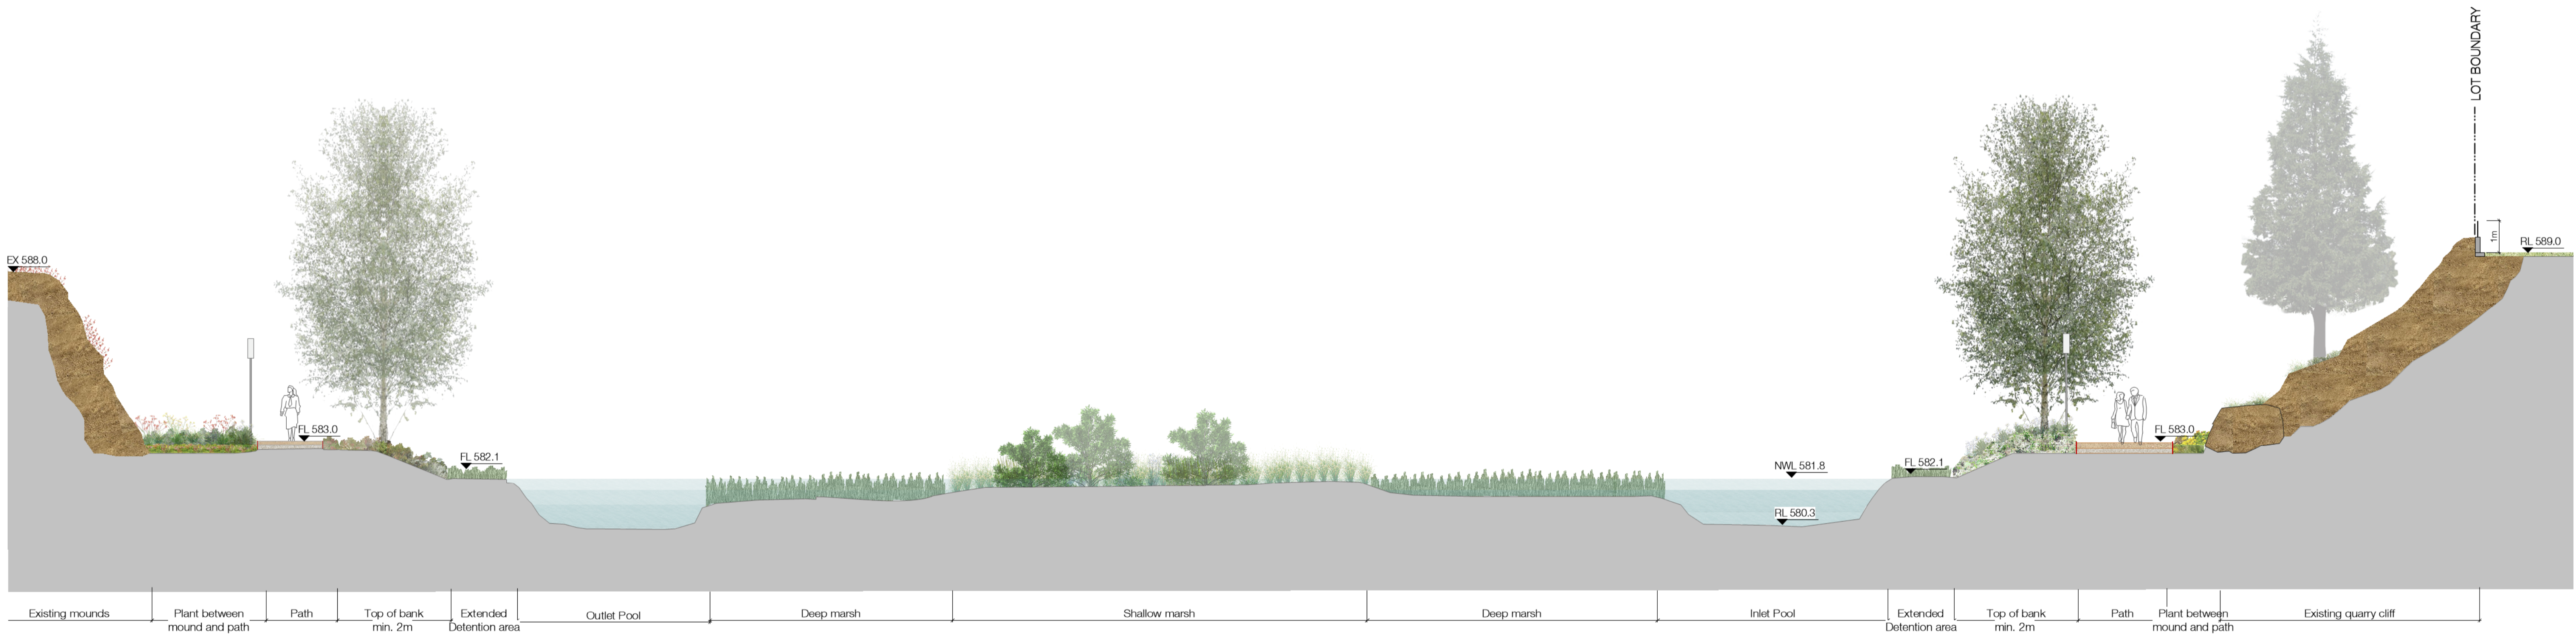 LOT BOUNDARY
1m
RL 589.0
EX 588.0
FL 583.0
FL 582.1
NWL 581.8
RL 580.3
FL 582.1
FL 583.0
Existing mounds
Plant between
mound and path
Path
Top of bank
min. 2m
Extended
Detention area
Outlet Pool
Deep marsh
Shallow marsh
Deep marsh
Inlet Pool
Extended
Detention area
Top of bank
min. 2m
Path
Plant between
mound and path
Existing quarry cliff